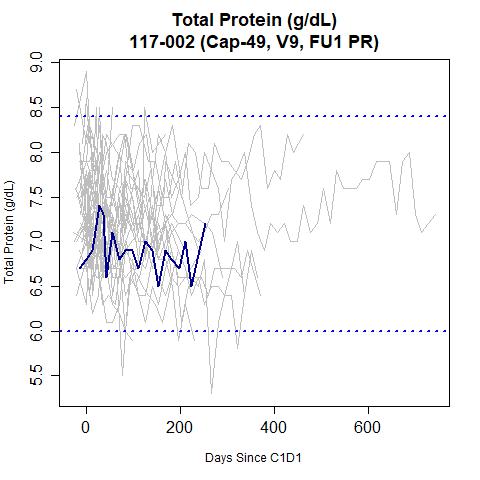 Total Protein (g/dL)
117-002 (Cap-49, V9, FU1 PR)
Total Protein (g/dL)
9.0
8.5
8.0
7.5
7.0
6.5
6.0
5.5
0 200 400 600
Days Since C1D1